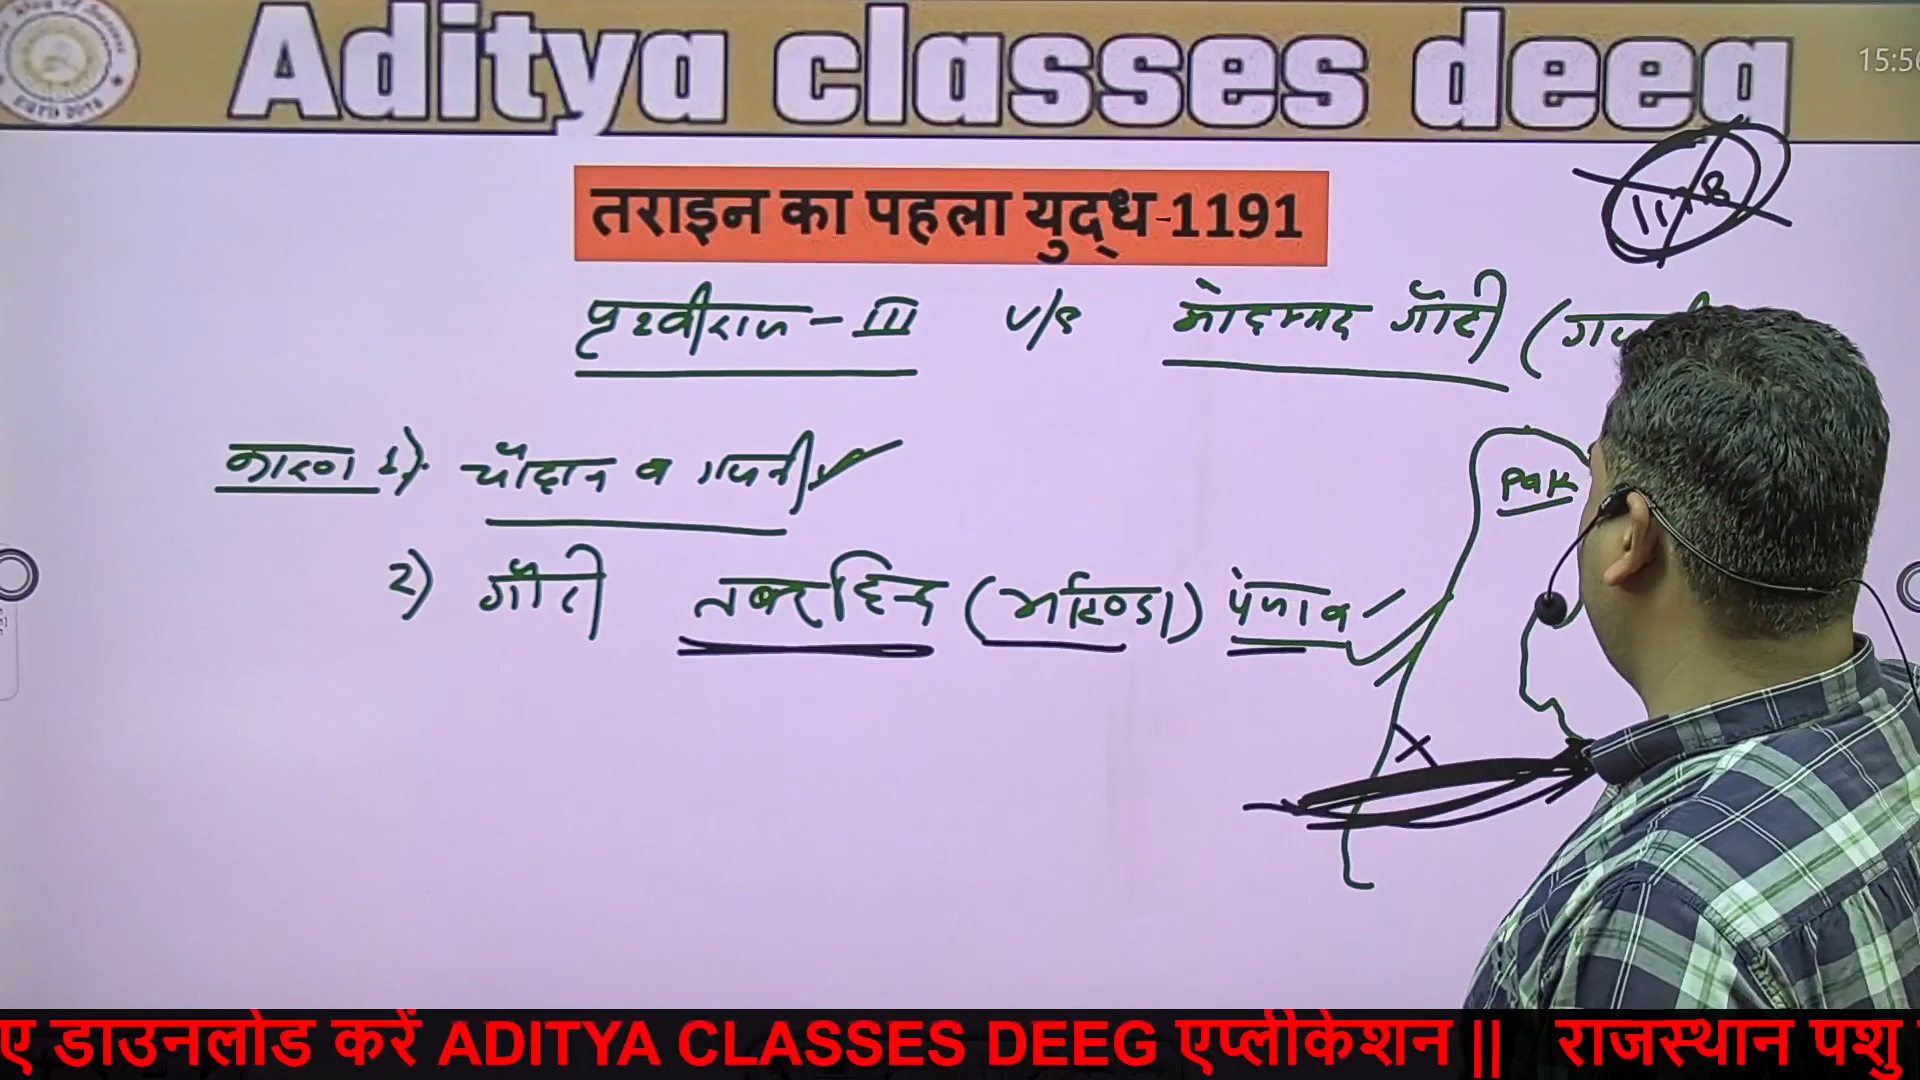 Aditya classes deeg
15:56
तराइन का पहला युद्ध-1191
पृथ्वीराज-III v/s मोहम्मद गौरी (
कारण 1) चौहान व गजनी
Pak
2) गौरी तबरहिन्द (भटिण्डा) पंजाब
ए डाउनलोड करें ADITYA CLASSES DEEG एप्लीकेशन || राजस्थान पशु